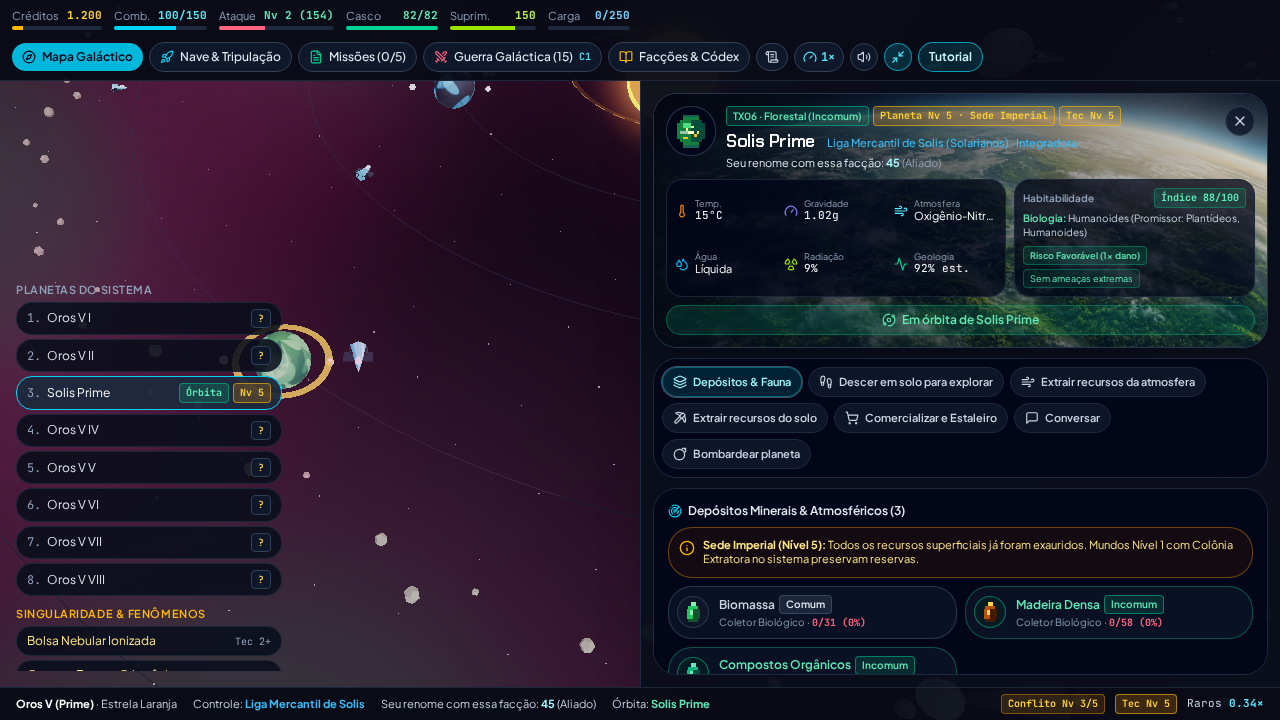 Créditos 1.200 Comb. 100/150 Ataque Nv 2 (154) Casco 82/82 Suprim. 150 Carga 0/250
Mapa Galáctico Nave & Tripulação Missões (0/5) Guerra Galáctica (15) C1 Facções & Códex 1× Tutorial
PLANETAS DO SISTEMA
1. Oros V I ?
2. Oros V II ?
3. Solis Prime Órbita Nv 5
4. Oros V IV ?
5. Oros V V ?
6. Oros V VI ?
7. Oros V VII ?
8. Oros V VIII ?
SINGULARIDADE & FENÔMENOS
Bolsa Nebular Ionizada Tec 2+
TX06 · Florestal (Incomum) Planeta Nv 5 · Sede Imperial Tec Nv 5
Solis Prime Liga Mercantil de Solis (Solarianos) · Integradora
Seu renome com essa facção: 45 (Aliado)
Temp. 15°C
Gravidade 1.02g
Atmosfera Oxigênio-Nitr...
Água Líquida
Radiação 9%
Geologia 92% est.
Habitabilidade Índice 88/100
Biologia: Humanoides (Promissor: Plantídeos,
Humanoides)
Risco Favorável (1× dano)
Sem ameaças extremas
Em órbita de Solis Prime
Depósitos & Fauna Descer em solo para explorar Extrair recursos da atmosfera
Extrair recursos do solo Comercializar e Estaleiro Conversar
Bombardear planeta
Depósitos Minerais & Atmosféricos (3)
Sede Imperial (Nível 5): Todos os recursos superficiais já foram exauridos. Mundos Nível 1 com Colônia
Extratora no sistema preservam reservas.
Biomassa Comum
Coletor Biológico · 0/31 (0%)
Madeira Densa Incomum
Coletor Biológico · 0/58 (0%)
Compostos Orgânicos Incomum
Oros V (Prime) · Estrela Laranja Controle: Liga Mercantil de Solis Seu renome com essa facção: 45 (Aliado) Órbita: Solis Prime Conflito Nv 3/5 Tec Nv 5 Raros 0.34×